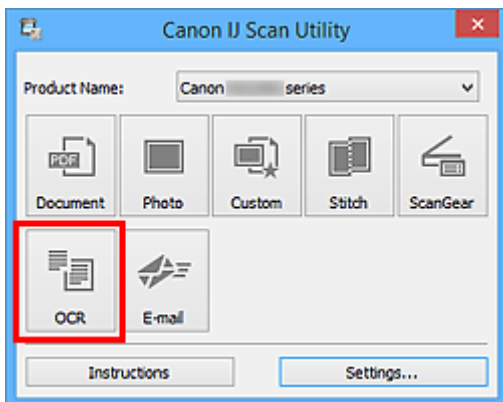 Canon IJ Scan Utility
Product Name: Canon series
Document Photo Custom Stitch ScanGear
PDF
OCR E-mail
Instructions Settings...